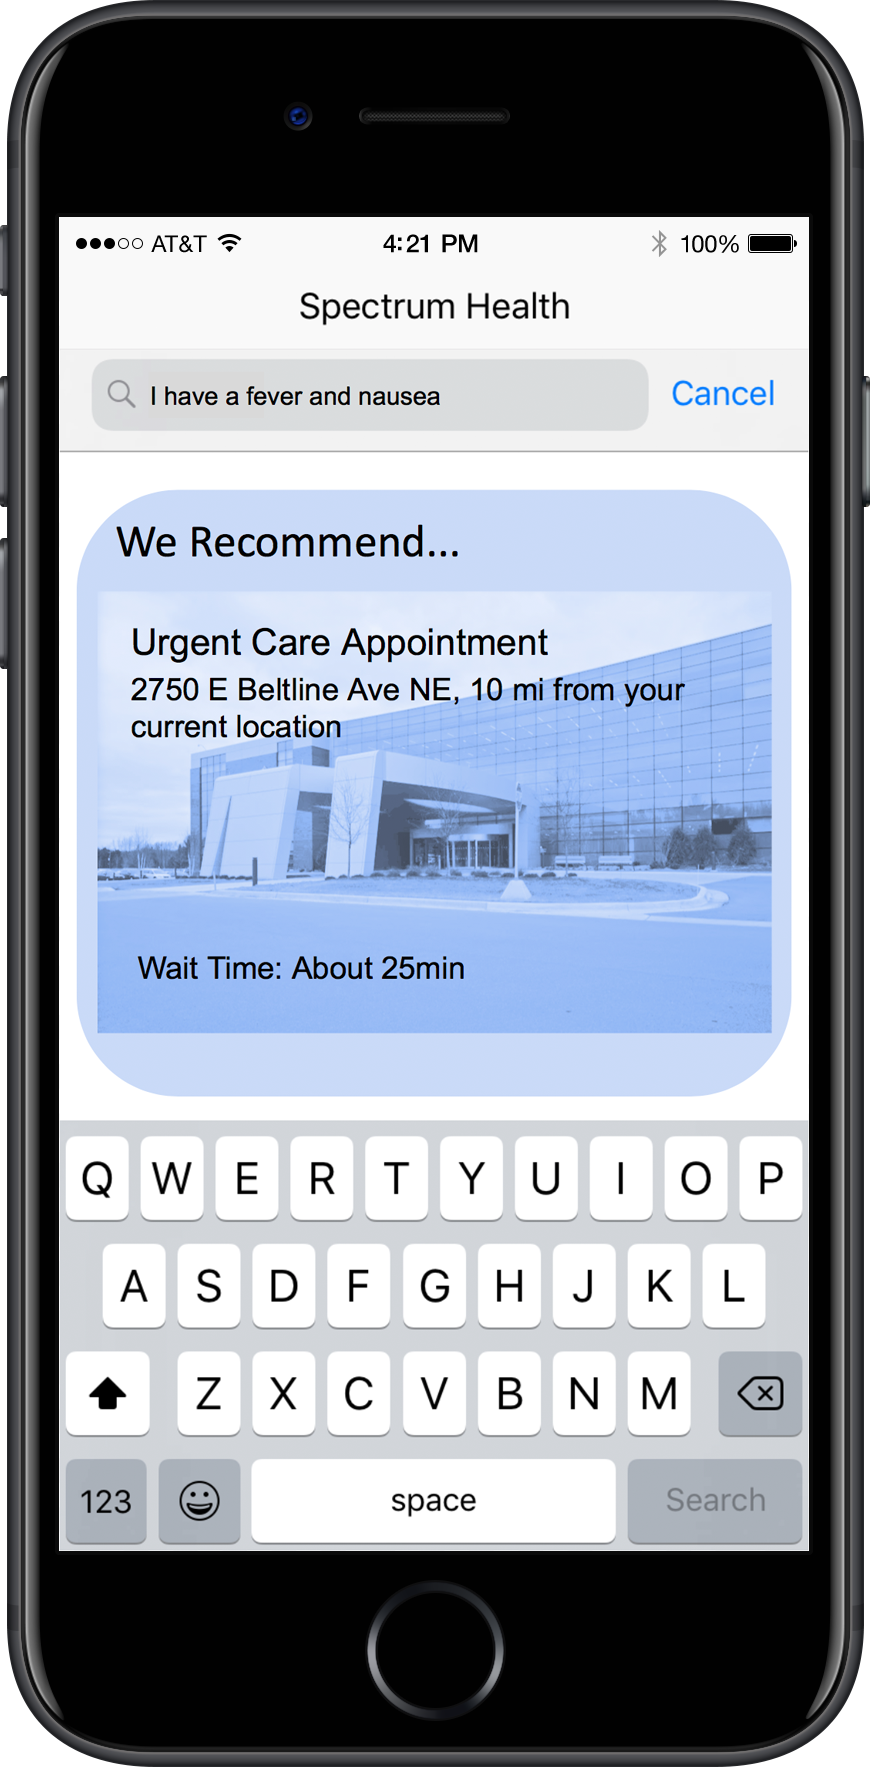 AT&T 4:21 PM 100%
Spectrum Health
I have a fever and nausea Cancel
We Recommend...
Urgent Care Appointment
2750 E Beltline Ave NE, 10 mi from your
current location
Wait Time: About 25min
Q W E R T Y U I O P
A S D F G H J K L
Z X C V B N M
123 space Search